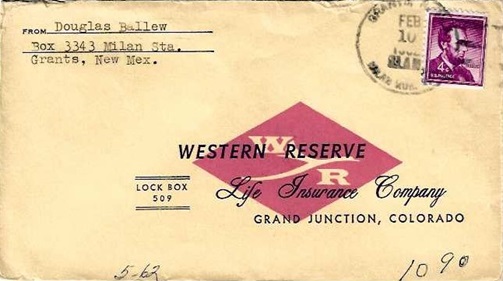 FROM Douglas Ballew
Box 3343 Milan Sta.
Grants, New Mex.
FEB
10
4¢
W
R
WESTERN RESERVE
LOCK BOX
509
Life Insurance Company
GRAND JUNCTION, COLORADO
5-62
1090